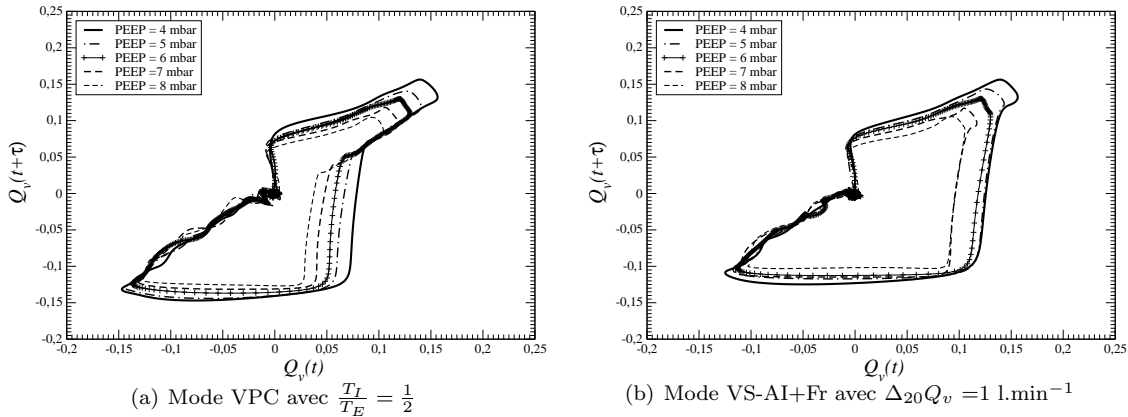 0,25
0,2
0,15
0,1
0,05
0
-0,05
-0,1
-0,15
-0,2
Q_v(t+τ)
PEEP = 4 mbar
PEEP = 5 mbar
PEEP = 6 mbar
PEEP =7 mbar
PEEP = 8 mbar
-0,2 -0,15 -0,1 -0,05 0 0,05 0,1 0,15 0,2 0,25
Q_v(t)
(a) Mode VPC avec T_I/T_E = 1/2
0,25
0,2
0,15
0,1
0,05
0
-0,05
-0,1
-0,15
-0,2
Q_v(t+τ)
PEEP = 4 mbar
PEEP = 5 mbar
PEEP = 6 mbar
PEEP = 7 mbar
PEEP = 8 mbar
-0,2 -0,15 -0,1 -0,05 0 0,05 0,1 0,15 0,2 0,25
Q_v(t)
(b) Mode VS-AI+Fr avec Δ₂₀Q_v =1 l.min⁻¹